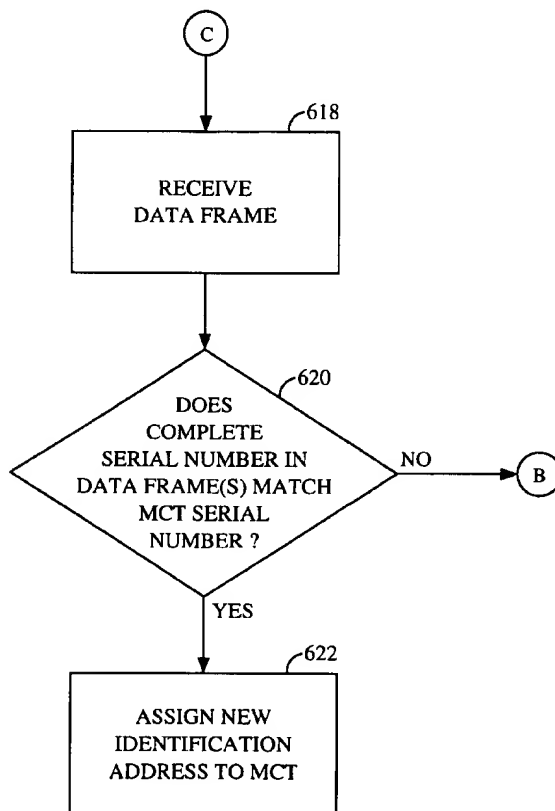 C
618
RECEIVE
DATA FRAME
620
DOES
COMPLETE
SERIAL NUMBER IN
DATA FRAME(S) MATCH
MCT SERIAL
NUMBER ?
NO
B
YES
622
ASSIGN NEW
IDENTIFICATION
ADDRESS TO MCT